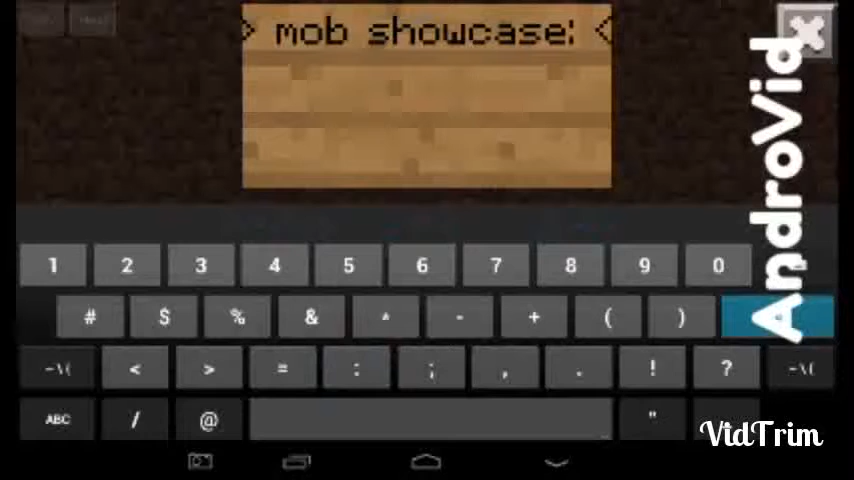 > mob showcase: <
AndroVid
1 2 3 4 5 6 7 8 9 0
# $ % & * - + ( )
~\{ < > = : ; , . ! ? ~\{
ABC / @ "
VidTrim